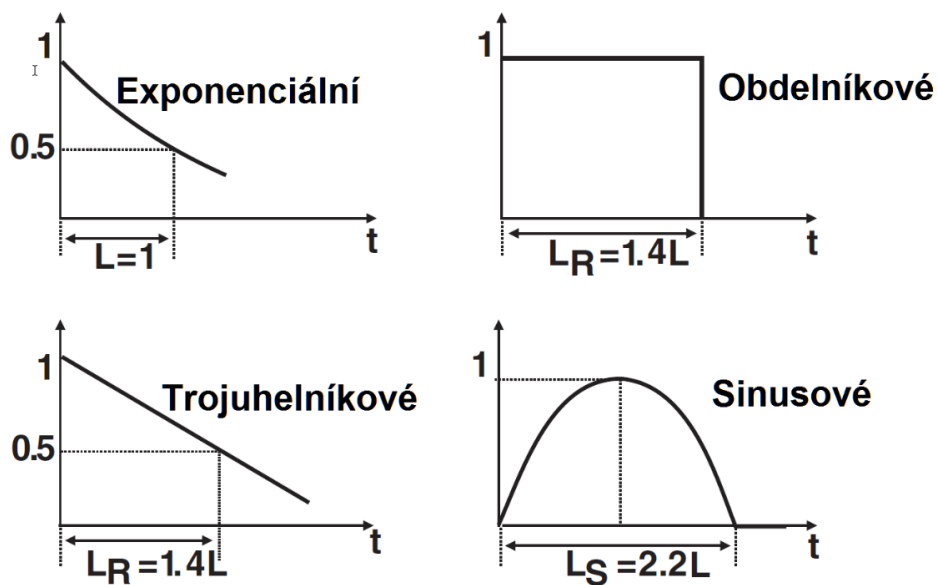 1
Exponenciální
0.5
t
L=1
1
Obdelníkové
t
LR=1.4L
1
Trojuhelníkové
0.5
t
LR=1.4L
1
Sinusové
t
LS=2.2L